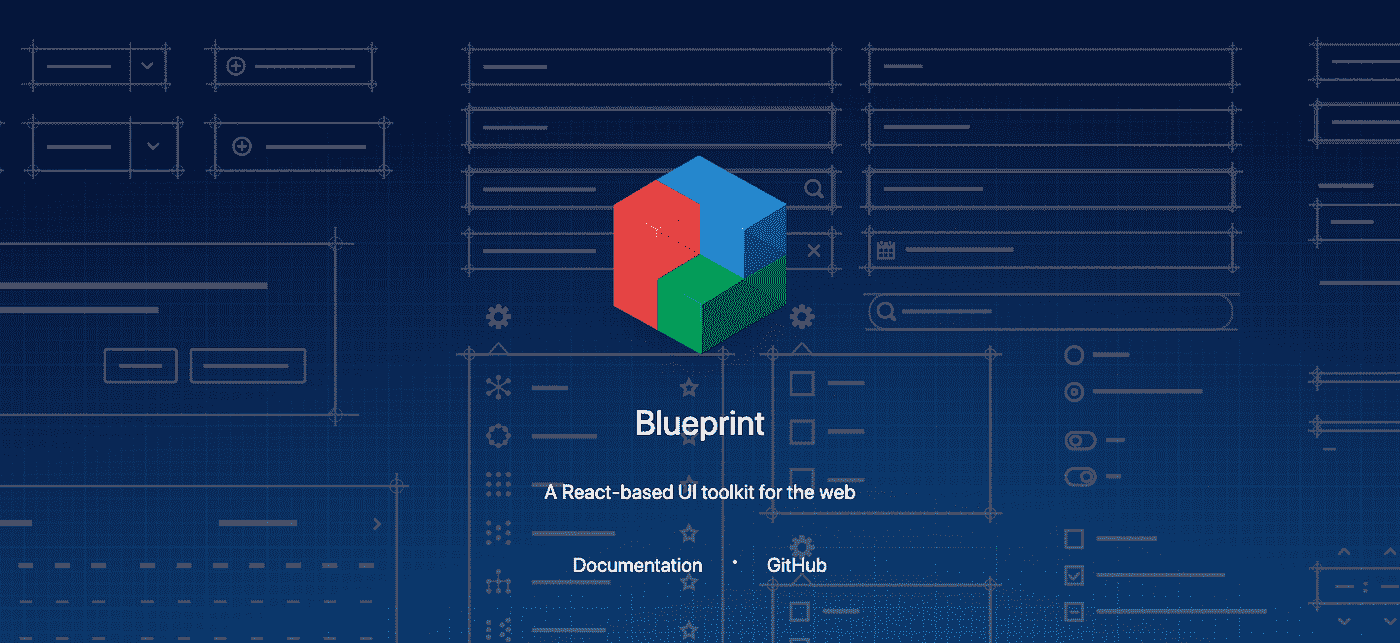 Blueprint
A React-based UI toolkit for the web
Documentation · GitHub